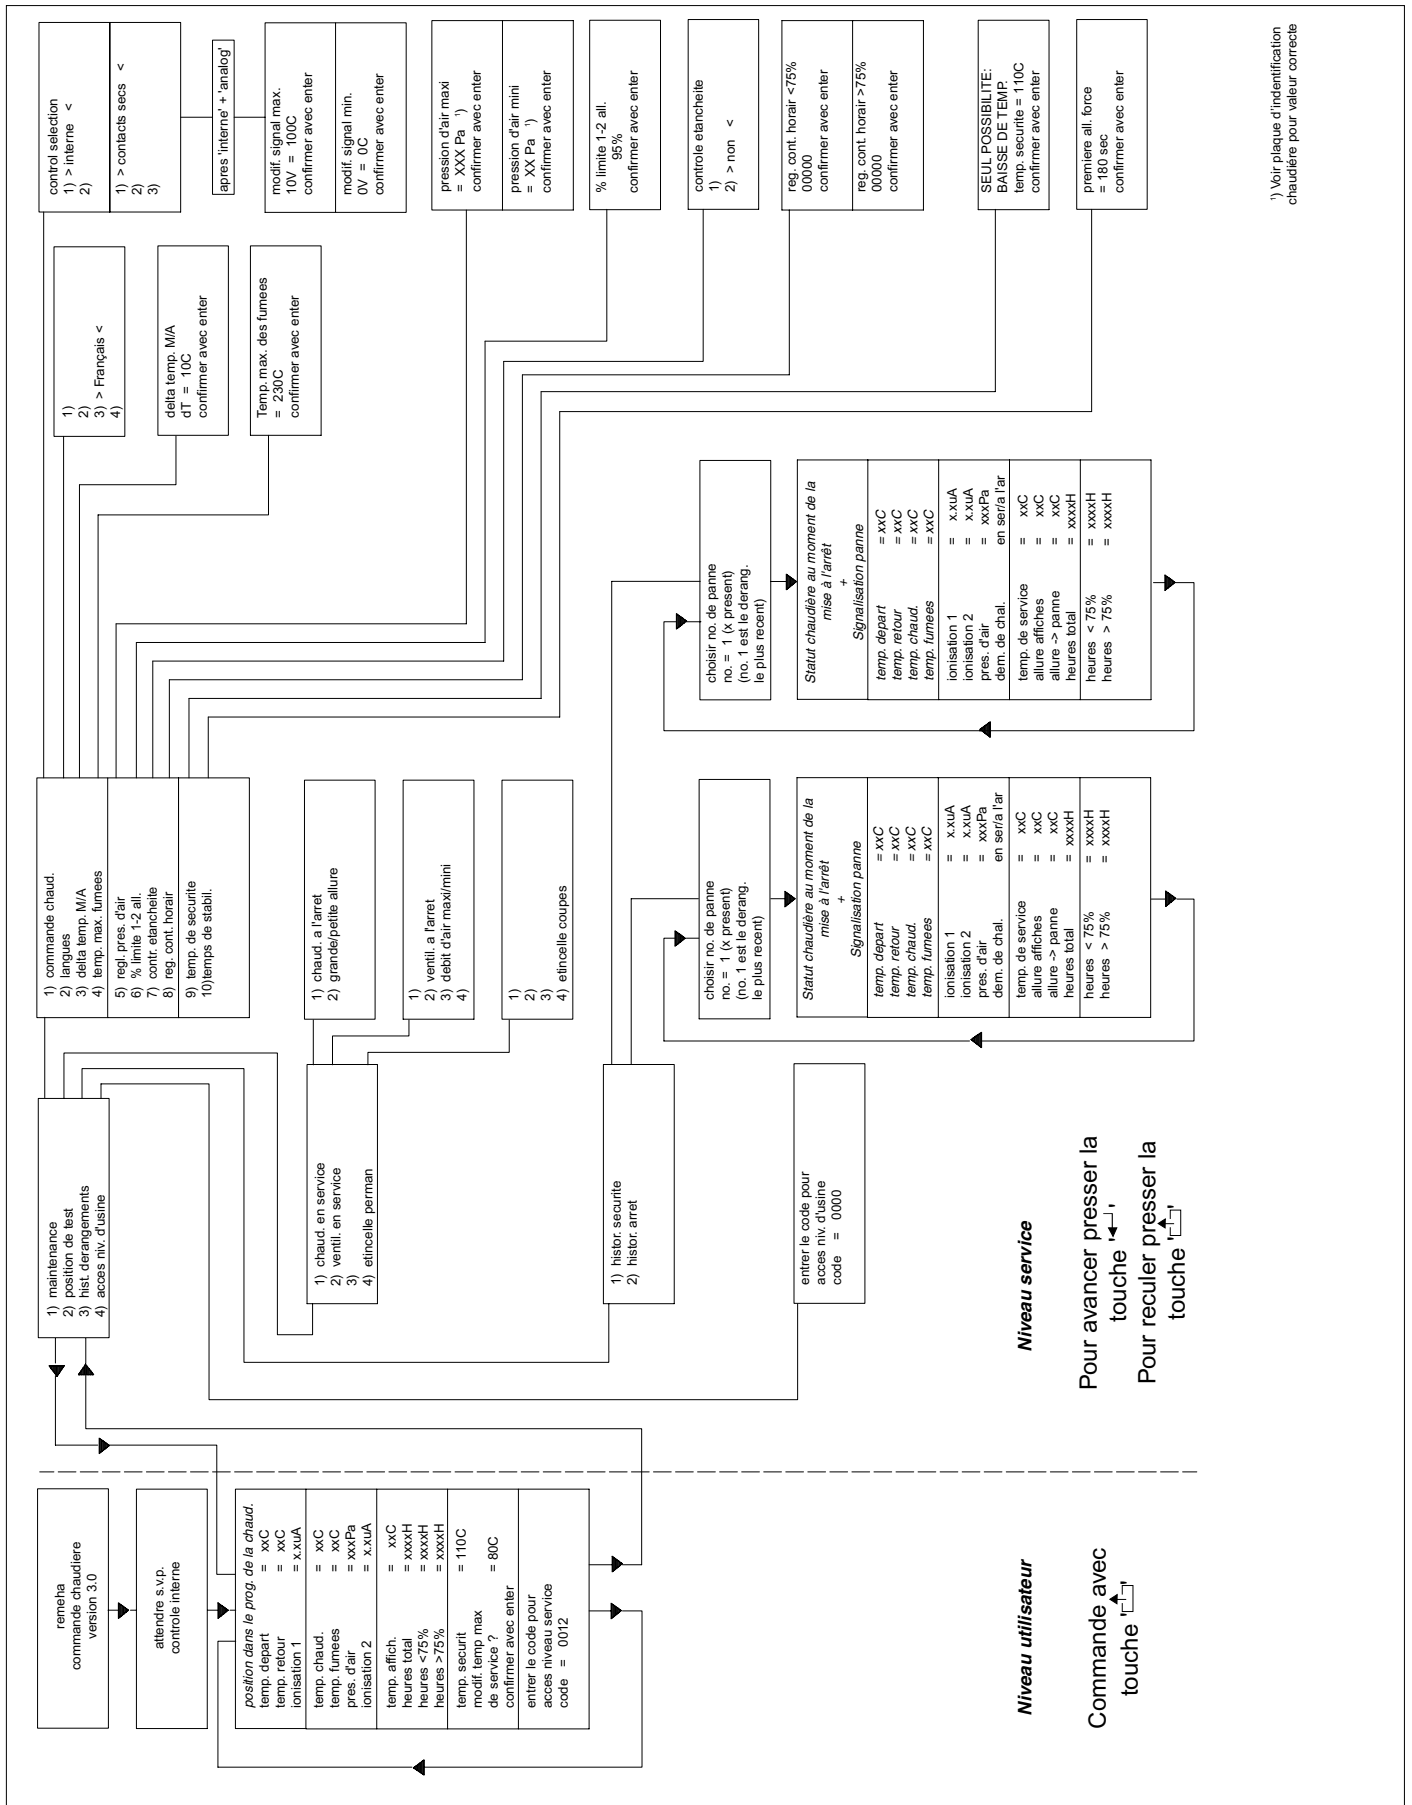 remeha
commande chaudiere
version 3.0
attendre s.v.p.
controle interne
position dans le prog. de la chaud.
temp. depart = xxC
temp. retour = xxC
ionisation 1 = x.xuA
temp. chaud. = xxC
temp. fumees = xxC
pres. d'air = xxxPa
ionisation 2 = x.xuA
temp. affich. = xxC
heures total = xxxxH
heures <75% = xxxxH
heures >75% = xxxxH
temp. securit = 110C
modif. temp max
de service ? = 80C
confirmer avec enter
entrer le code pour
acces niveau service
code = 0012
Niveau utilisateur
Commande avec
touche ' '
1) maintenance
2) position de test
3) hist. derangements
4) acces niv. d'usine
1) chaud. en service
2) ventil. en service
3)
4) etincelle perman
1) histor. securite
2) histor. arret
entrer le code pour
acces niv. d'usine
code = 0000
Niveau service
Pour avancer presser la
touche ' '
Pour reculer presser la
touche ' '
1) commande chaud.
2) langues
3) delta temp. M/A
4) temp. max. fumees
5) regl. pres. d'air
6) % limite 1-2 all.
7) contr. etancheite
8) reg. cont. horair
9) temp. de securite
10)temps de stabil.
1) chaud. a l'arret
2) grande/petite allure
1)
2) ventil. a l'arret
3) debit d'air maxi/mini
4)
1)
2)
3)
4) etincelle coupes
choisir no. de panne
no. = 1 (x present)
(no. 1 est le derang.
le plus recent)
Statut chaudière au moment de la
mise à l'arrêt
+
Signalisation panne
temp. depart = xxC
temp. retour = xxC
temp. chaud. = xxC
temp. fumees = xxC
ionisation 1 = x.xuA
ionisation 2 = x.xuA
pres. d'air = xxxPa
dem. de chal. en ser/a l'ar
temp. de service = xxC
allure affiches = xxC
allure -> panne = xxC
heures total = xxxxH
heures < 75% = xxxxH
heures > 75% = xxxxH
choisir no. de panne
no. = 1 (x present)
(no. 1 est le derang.
le plus recent)
Statut chaudière au moment de la
mise à l'arrêt
+
Signalisation panne
temp. depart = xxC
temp. retour = xxC
temp. chaud. = xxC
temp. fumees = xxC
ionisation 1 = x.xuA
ionisation 2 = x.xuA
pres. d'air = xxxPa
dem. de chal. en ser/a l'ar
temp. de service = xxC
allure affiches = xxC
allure -> panne = xxC
heures total = xxxxH
heures < 75% = xxxxH
heures > 75% = xxxxH
1)
2)
3) > Français <
4)
delta temp. M/A
dT = 10C
confirmer avec enter
Temp. max. des fumees
= 230C
confirmer avec enter
control selection
1) > interne <
2)
1) > contacts secs <
2)
3)
apres 'interne' + 'analog'
modif. signal max.
10V = 100C
confirmer avec enter
modif. signal min.
0V = 0C
confirmer avec enter
pression d'air maxi
= XXX Pa ¹)
confirmer avec enter
pression d'air mini
= XX Pa ¹)
confirmer avec enter
% limite 1-2 all.
95%
confirmer avec enter
controle etancheite
1)
2) > non <
reg. cont. horair <75%
00000
confirmer avec enter
reg. cont. horair >75%
00000
confirmer avec enter
SEUL POSSIBILITE:
BAISSE DE TEMP.
temp. securite = 110C
confirmer avec enter
premiere all. force
= 180 sec
confirmer avec enter
¹) Voir plaque d'indentification
chaudière pour valeur correcte